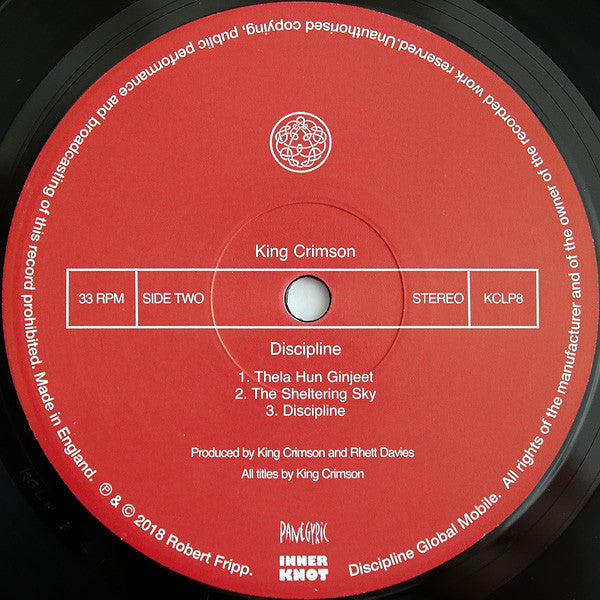 King Crimson
33 RPM
SIDE TWO
STEREO
KCLP8
Discipline
1. Thela Hun Ginjeet
2. The Sheltering Sky
3. Discipline
Produced by King Crimson and Rhett Davies
All titles by King Crimson
PANEGYRIC
INNER
KNOT
℗ & © 2018 Robert Fripp. Discipline Global Mobile. All rights of the manufacturer and of the owner of the recorded work reserved.Unauthorised copying, public performance and broadcasting of this record prohibited. Made in England.